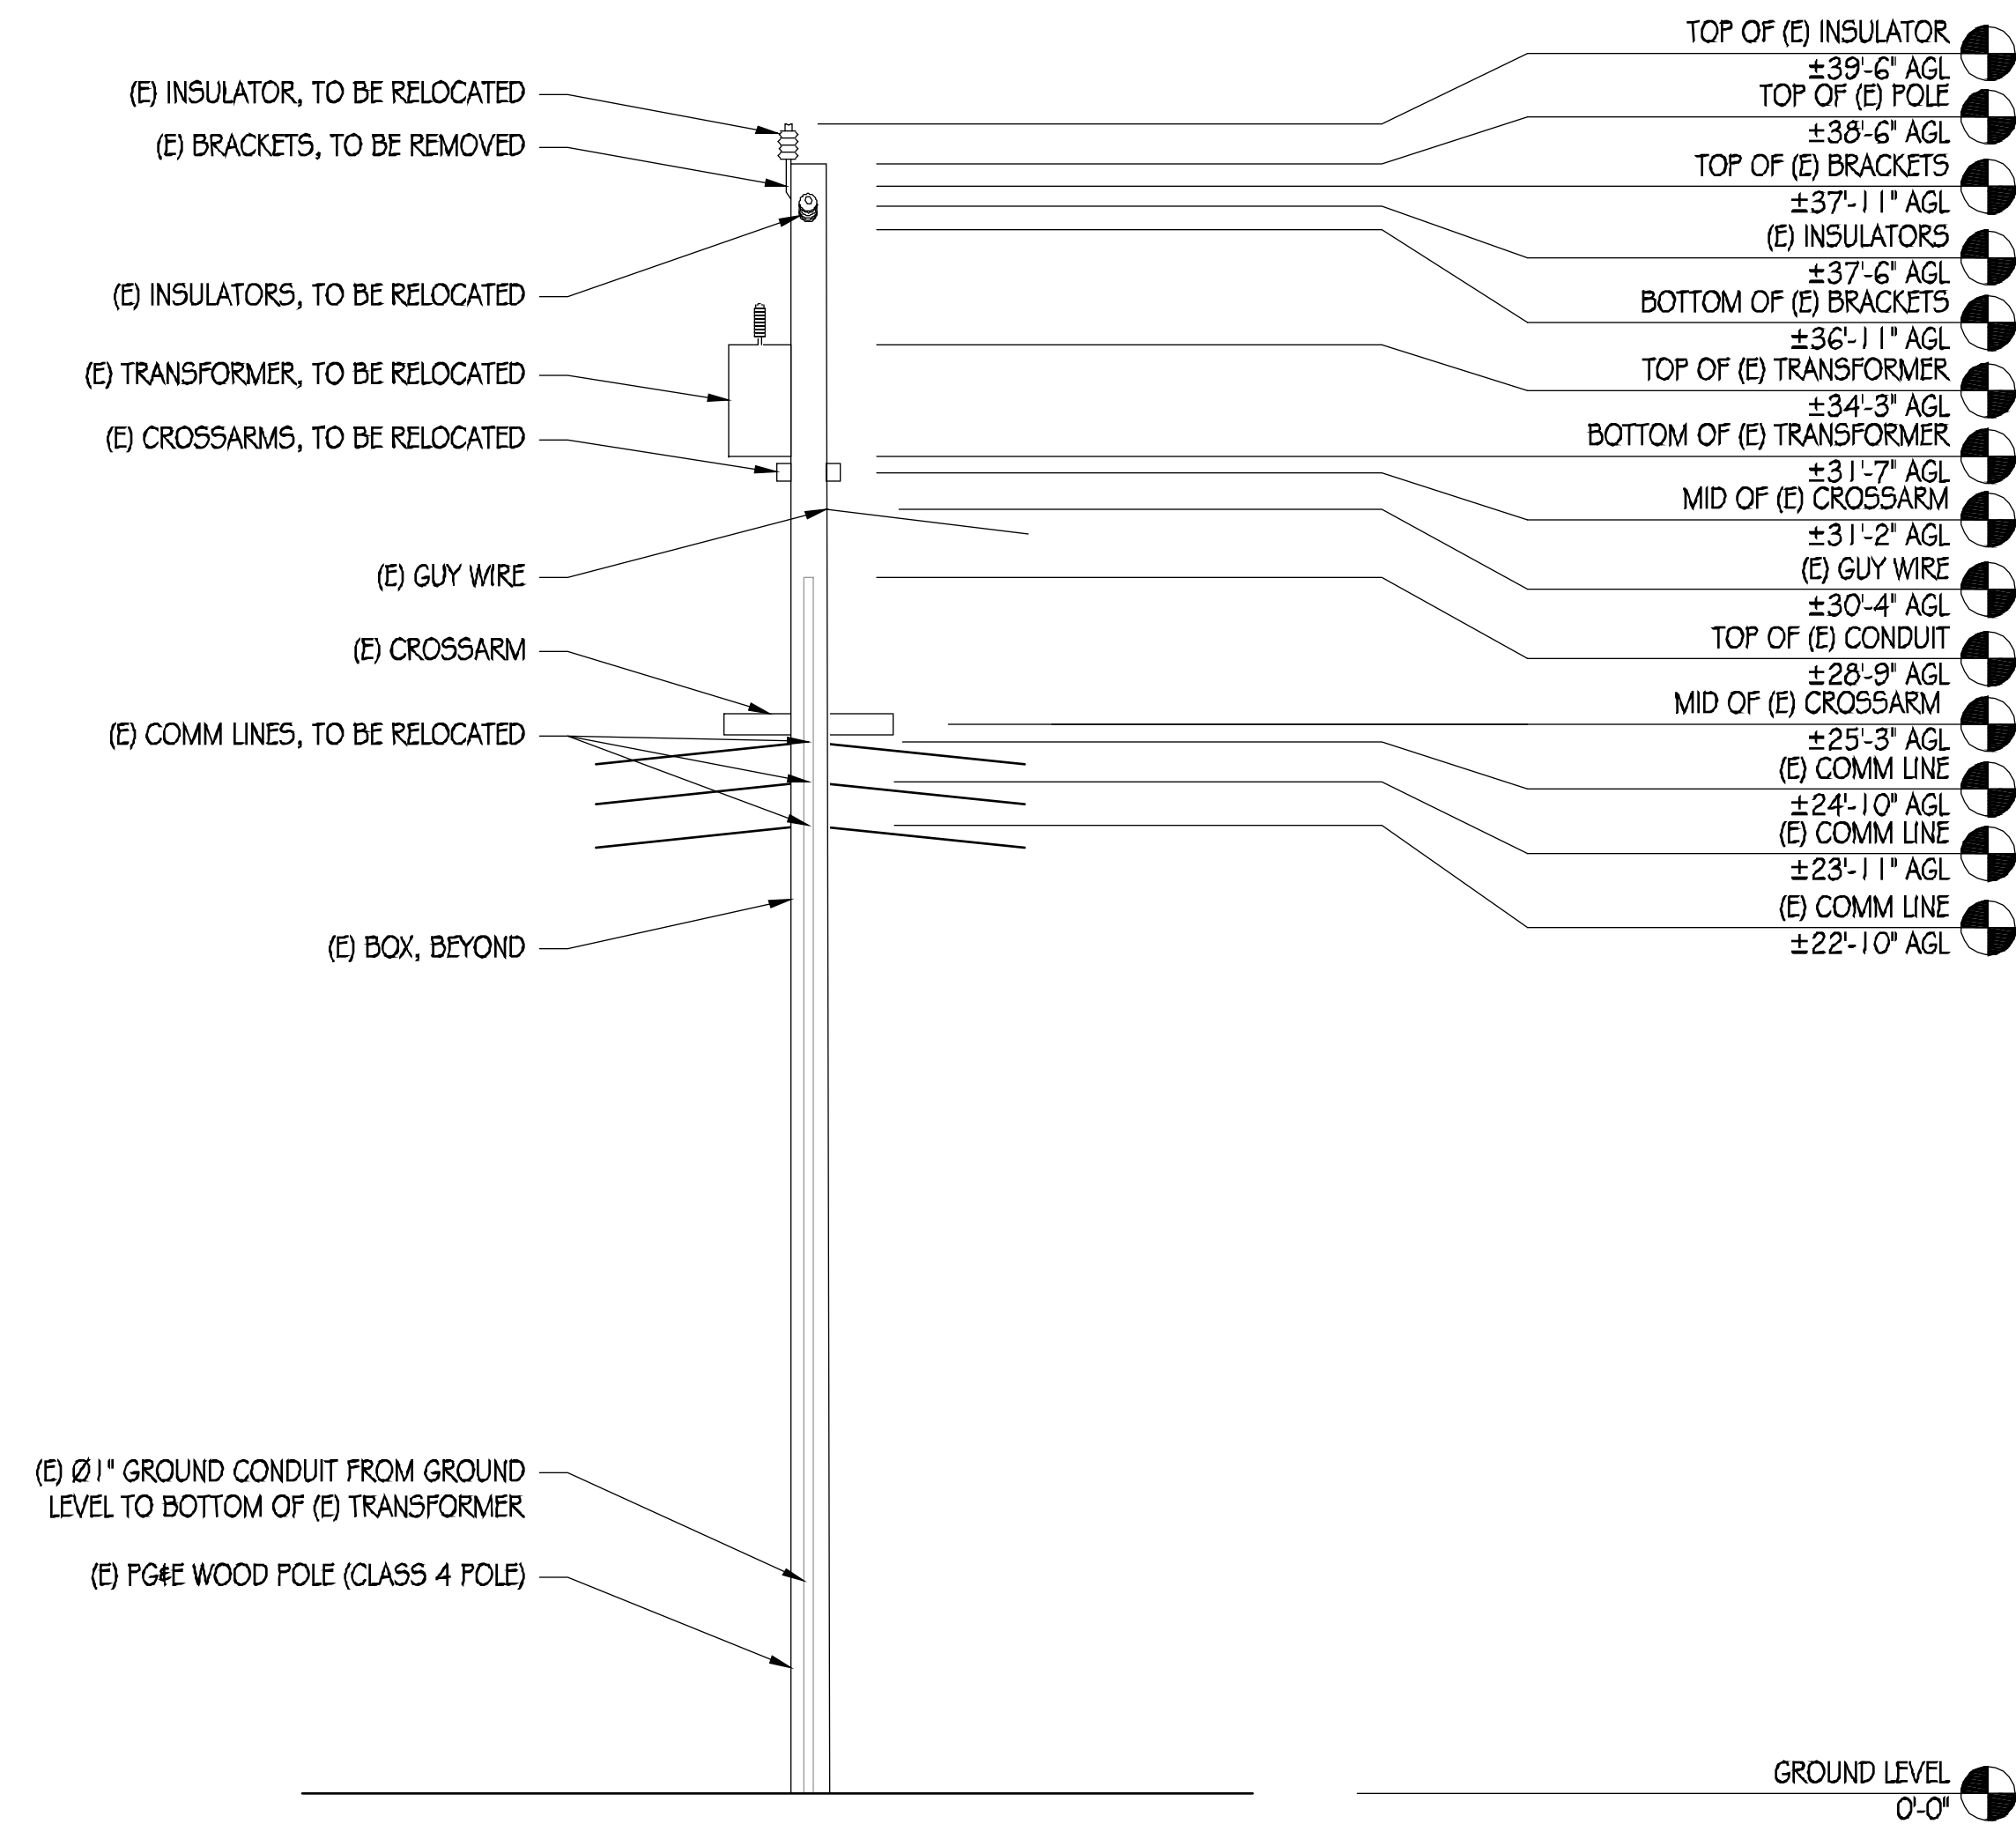 (E) INSULATOR, TO BE RELOCATED
(E) BRACKETS, TO BE REMOVED
(E) INSULATORS, TO BE RELOCATED
(E) TRANSFORMER, TO BE RELOCATED
(E) CROSSARMS, TO BE RELOCATED
(E) GUY WIRE
(E) CROSSARM
(E) COMM LINES, TO BE RELOCATED
(E) BOX, BEYOND
(E) Ø1" GROUND CONDUIT FROM GROUND
LEVEL TO BOTTOM OF (E) TRANSFORMER
(E) PG&E WOOD POLE (CLASS 4 POLE)
TOP OF (E) INSULATOR
±39'-6" AGL
TOP OF (E) POLE
±38'-6" AGL
TOP OF (E) BRACKETS
±37'-11" AGL
(E) INSULATORS
±37'-6" AGL
BOTTOM OF (E) BRACKETS
±36'-11" AGL
TOP OF (E) TRANSFORMER
±34'-3" AGL
BOTTOM OF (E) TRANSFORMER
±31'-7" AGL
MID OF (E) CROSSARM
±31'-2" AGL
(E) GUY WIRE
±30'-4" AGL
TOP OF (E) CONDUIT
±28'-9" AGL
MID OF (E) CROSSARM
±25'-3" AGL
(E) COMM LINE
±24'-10" AGL
(E) COMM LINE
±23'-11" AGL
(E) COMM LINE
±22'-10" AGL
GROUND LEVEL
0'-0"